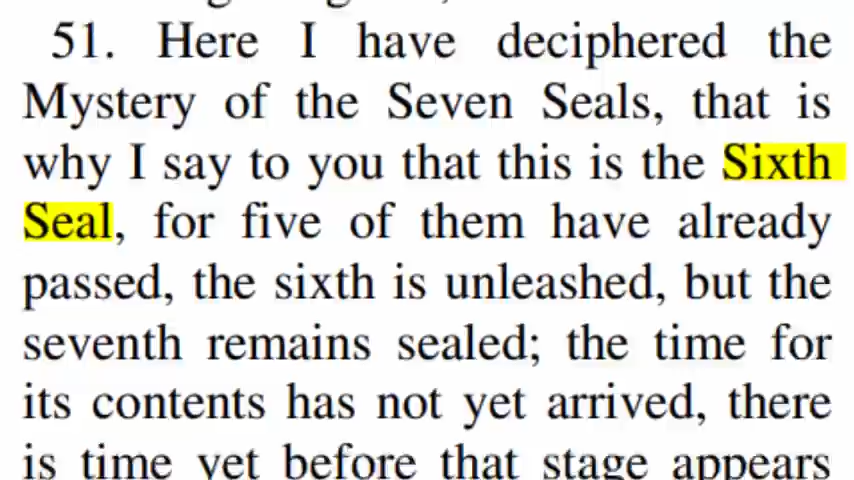 51. Here I have deciphered the
Mystery of the Seven Seals, that is
why I say to you that this is the Sixth
Seal, for five of them have already
passed, the sixth is unleashed, but the
seventh remains sealed; the time for
its contents has not yet arrived, there
is time yet before that stage appears